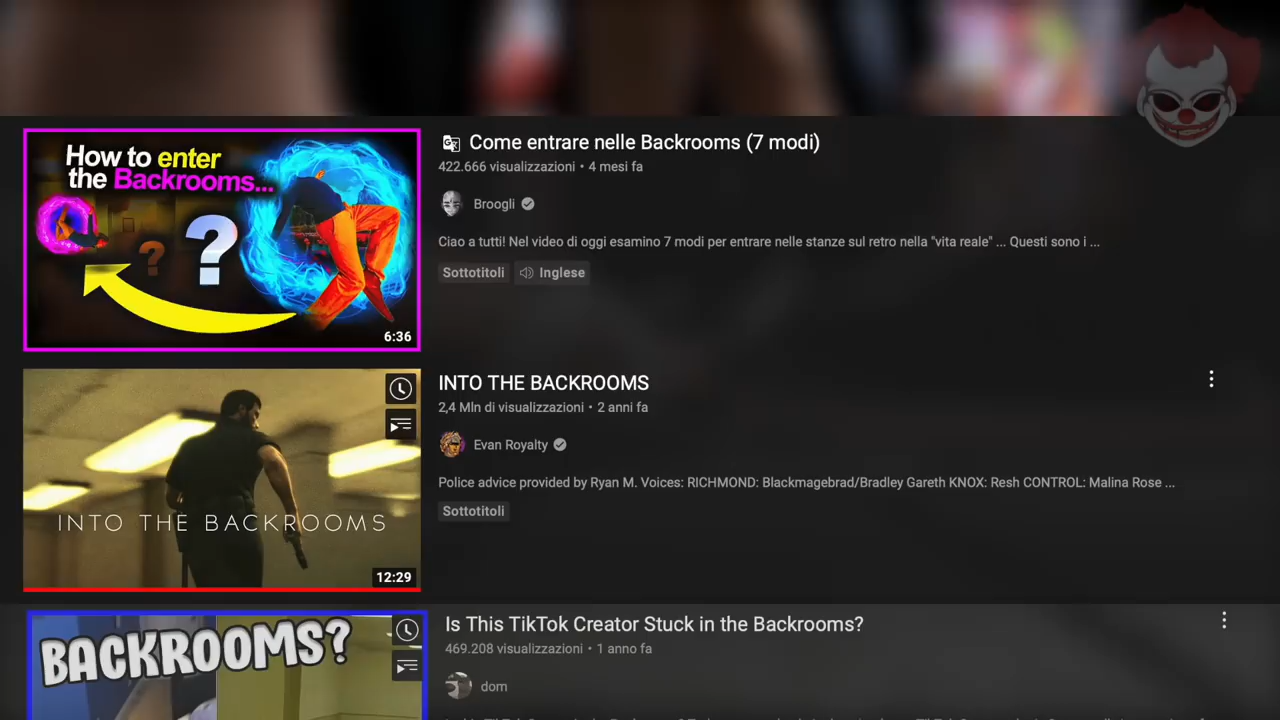 How to enter
the Backrooms...
?
?
6:36
Come entrare nelle Backrooms (7 modi)
422.666 visualizzazioni • 4 mesi fa
Broogli
Ciao a tutti! Nel video di oggi esamino 7 modi per entrare nelle stanze sul retro nella "vita reale" ... Questi sono i ...
Sottotitoli
Inglese
INTO THE BACKROOMS
12:29
INTO THE BACKROOMS
2,4 Mln di visualizzazioni • 2 anni fa
Evan Royalty
Police advice provided by Ryan M. Voices: RICHMOND: Blackmagebrad/Bradley Gareth KNOX: Resh CONTROL: Malina Rose ...
Sottotitoli
BACKROOMS?
Is This TikTok Creator Stuck in the Backrooms?
469.208 visualizzazioni • 1 anno fa
dom